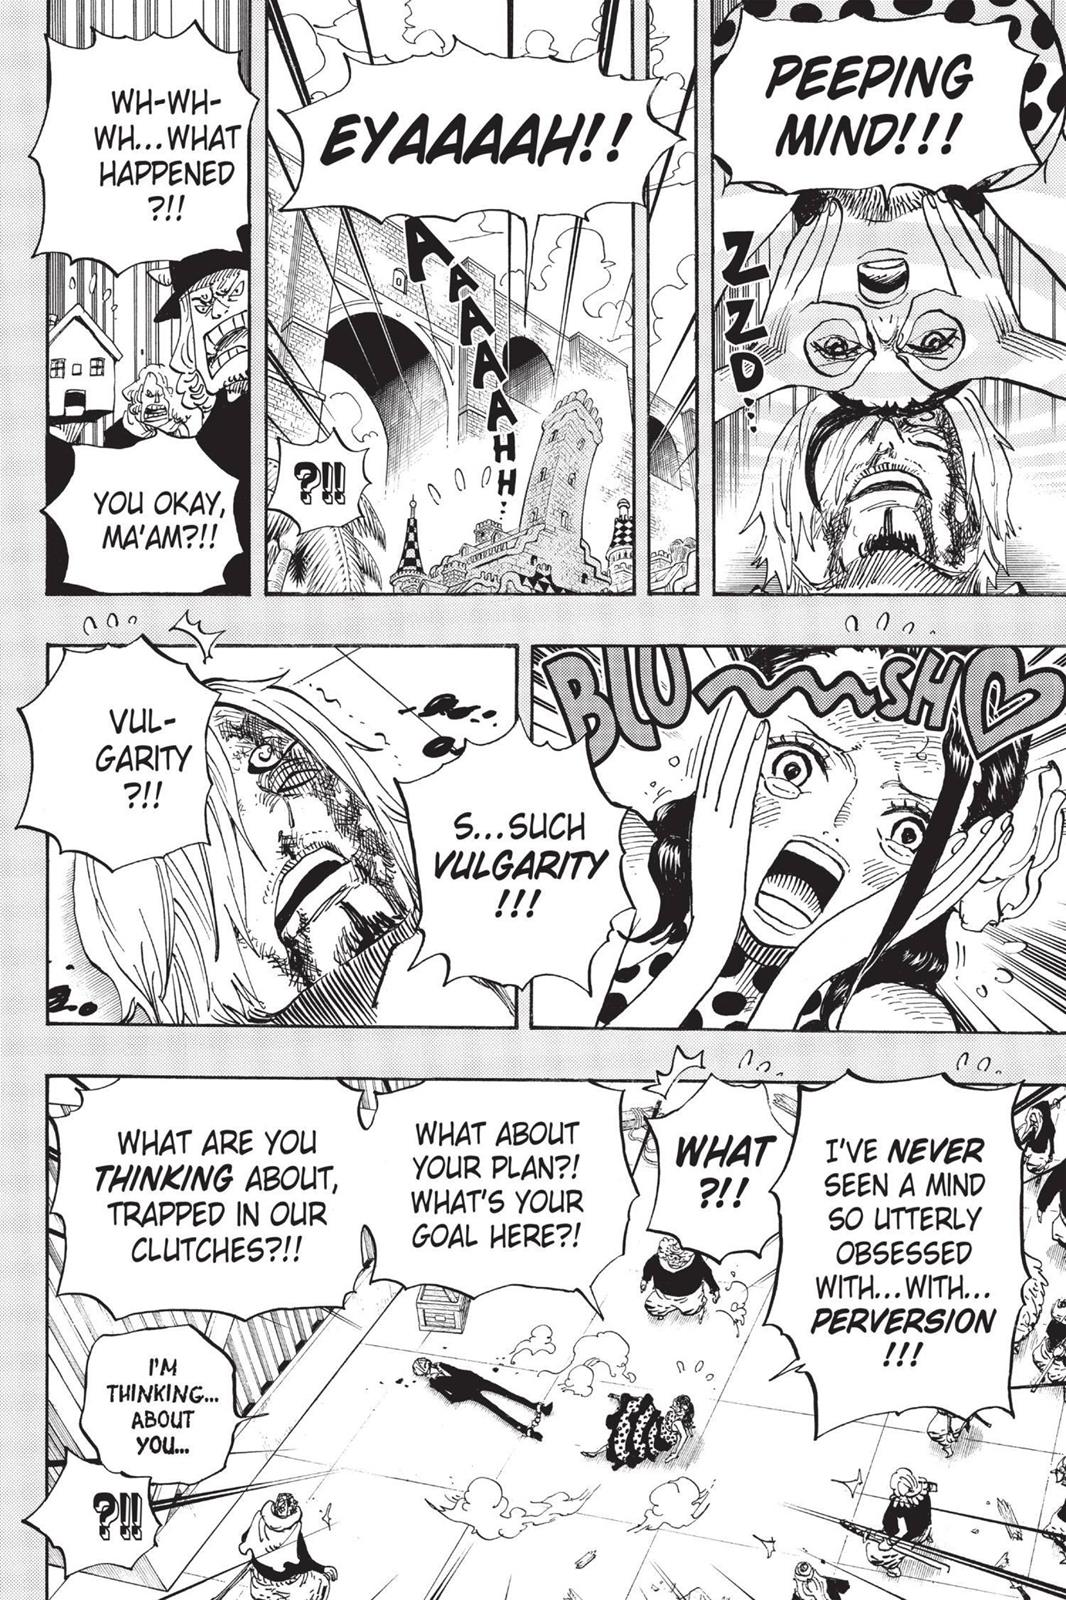 PEEPING
MIND!!!
ZZZD...
EYAAAAH!!
AAAAAAHH...
?!!
WH-WH-
WH...WHAT
HAPPENED
?!!
YOU OKAY,
MA'AM?!!
BLUSH
S...SUCH
VULGARITY
!!!
VUL-
GARITY
?!!
I'VE NEVER
SEEN A MIND
SO UTTERLY
OBSESSED
WITH...WITH...
PERVERSION
!!!
WHAT
?!!
WHAT ABOUT
YOUR PLAN?!
WHAT'S YOUR
GOAL HERE?!
WHAT ARE YOU
THINKING ABOUT,
TRAPPED IN OUR
CLUTCHES?!!
I'M
THINKING...
ABOUT
YOU...
?!!